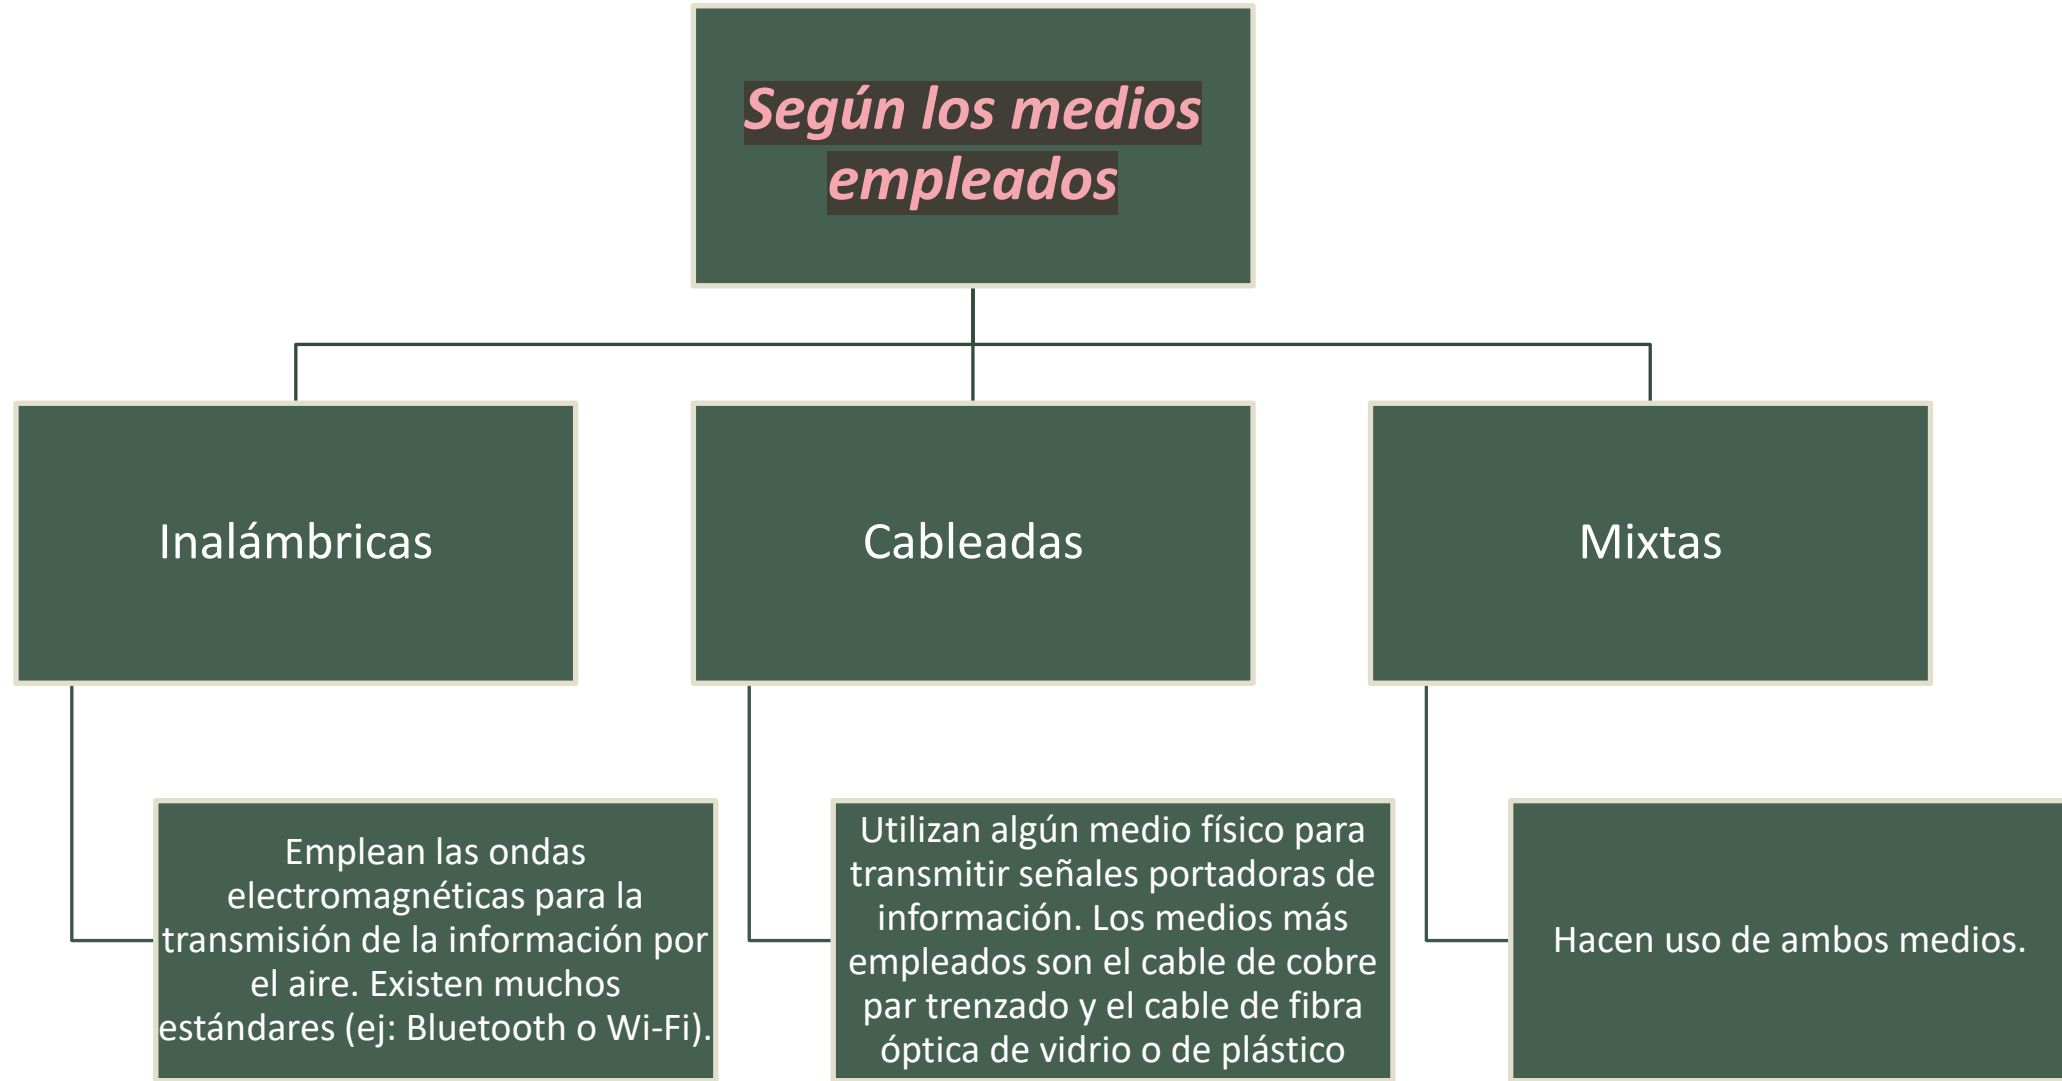 Según los medios
empleados
Inalámbricas
Cableadas
Mixtas
Emplean las ondas
electromagnéticas para la
transmisión de la información por
el aire. Existen muchos
estándares (ej: Bluetooth o Wi-Fi).
Utilizan algún medio físico para
transmitir señales portadoras de
información. Los medios más
empleados son el cable de cobre
par trenzado y el cable de fibra
óptica de vidrio o de plástico
Hacen uso de ambos medios.